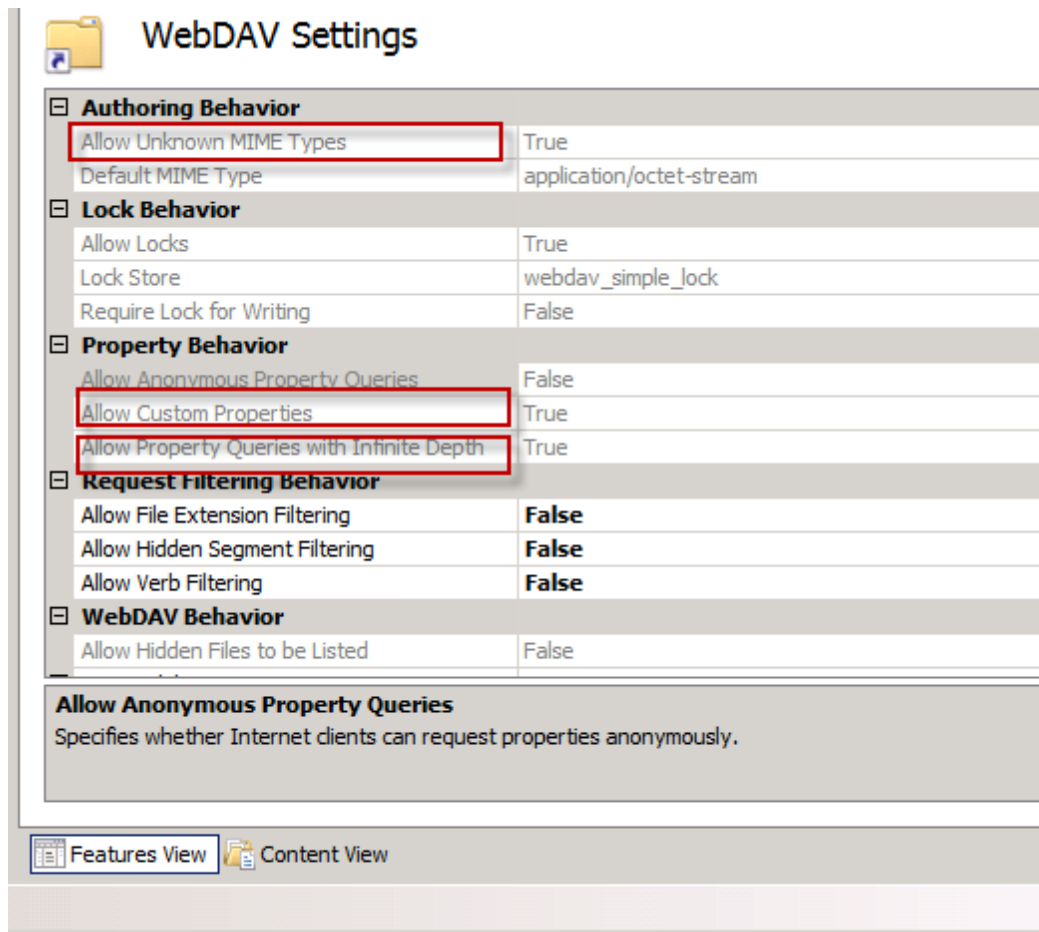 WebDAV Settings
Authoring Behavior
Allow Unknown MIME Types True
Default MIME Type application/octet-stream
Lock Behavior
Allow Locks True
Lock Store webdav_simple_lock
Require Lock for Writing False
Property Behavior
Allow Anonymous Property Queries False
Allow Custom Properties True
Allow Property Queries with Infinite Depth True
Request Filtering Behavior
Allow File Extension Filtering False
Allow Hidden Segment Filtering False
Allow Verb Filtering False
WebDAV Behavior
Allow Hidden Files to be Listed False
Allow Anonymous Property Queries
Specifies whether Internet clients can request properties anonymously.
Features View Content View